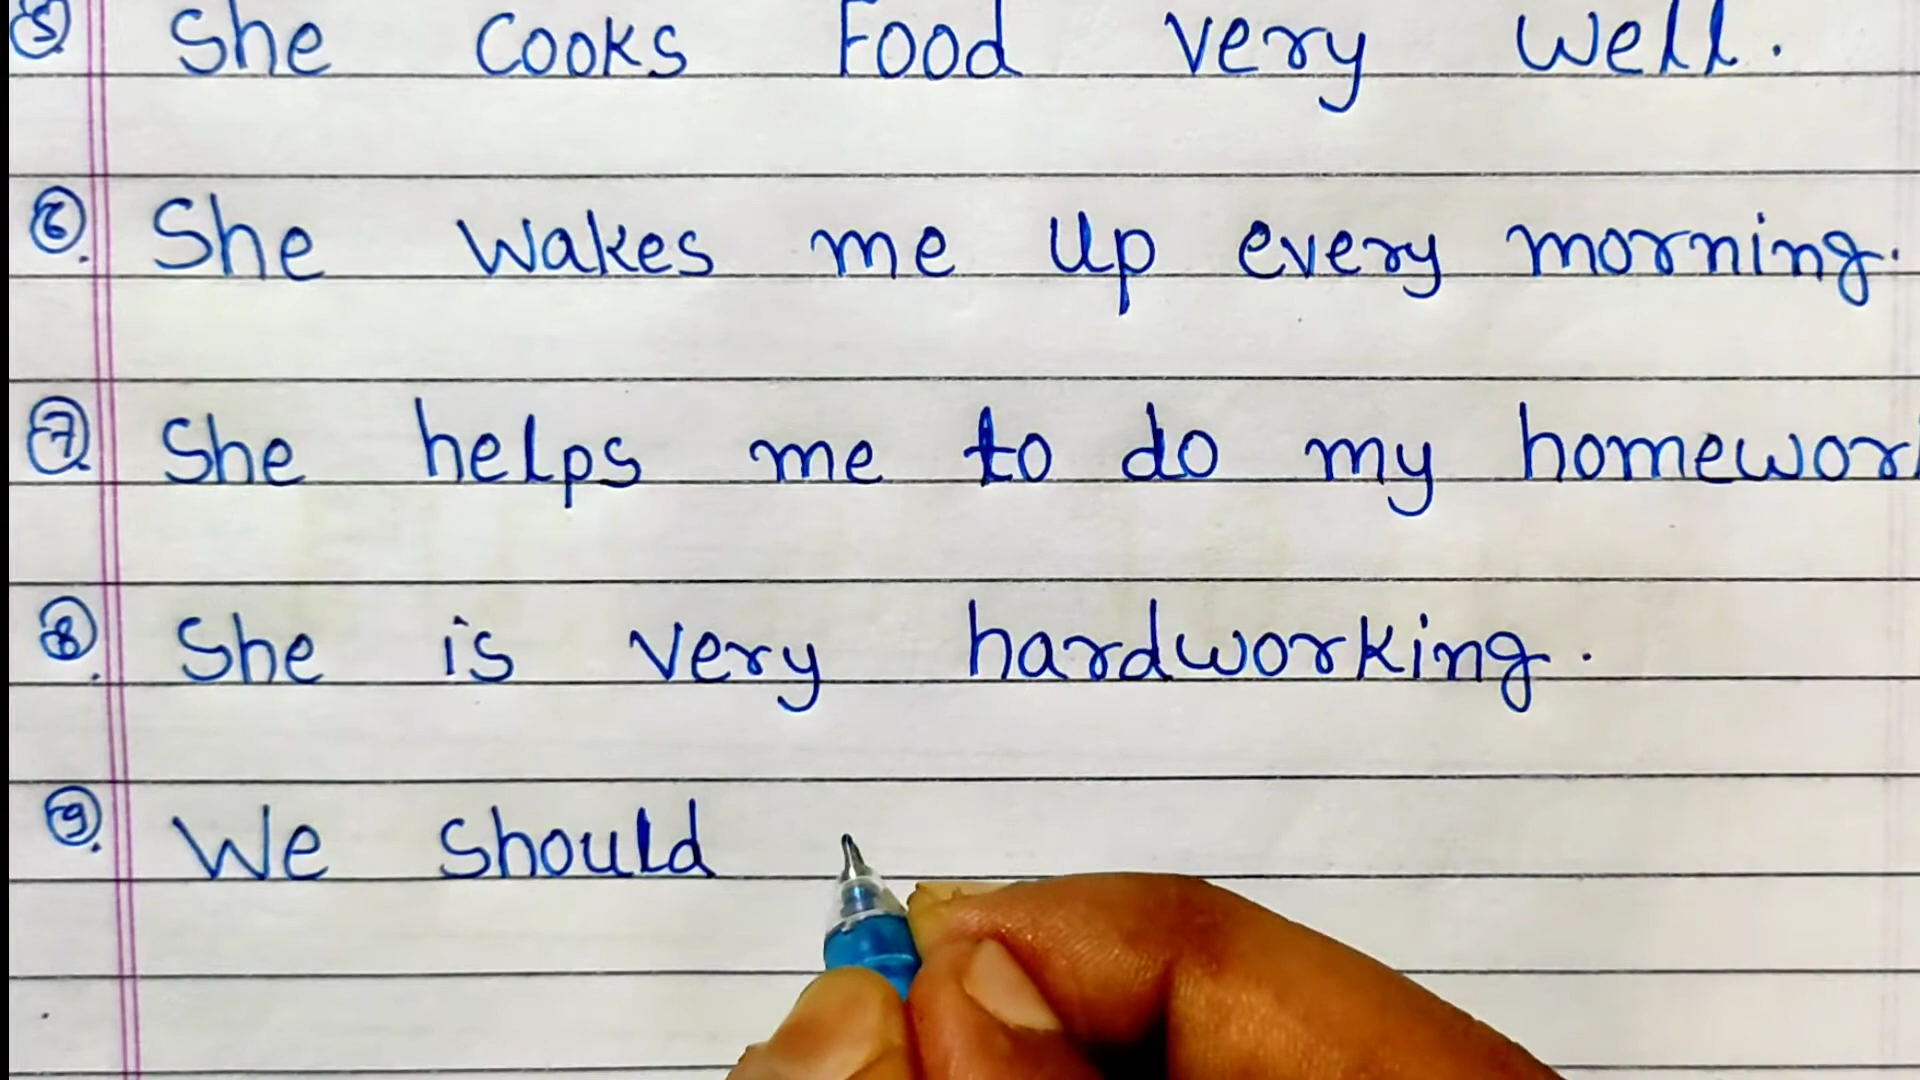 5. She cooks Food very well.
6. She wakes me up every morning.
7. She helps me to do my homewor
8. She is very hardworking.
9. We should